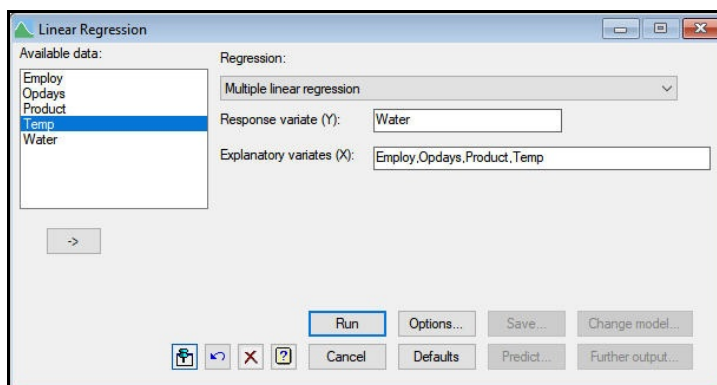 Linear Regression
Available data:
Employ
Opdays
Product
Temp
Water
->
Regression:
Multiple linear regression
Response variate (Y): Water
Explanatory variates (X): Employ,Opdays,Product,Temp
Run Options... Save... Change model...
Cancel Defaults Predict... Further output...